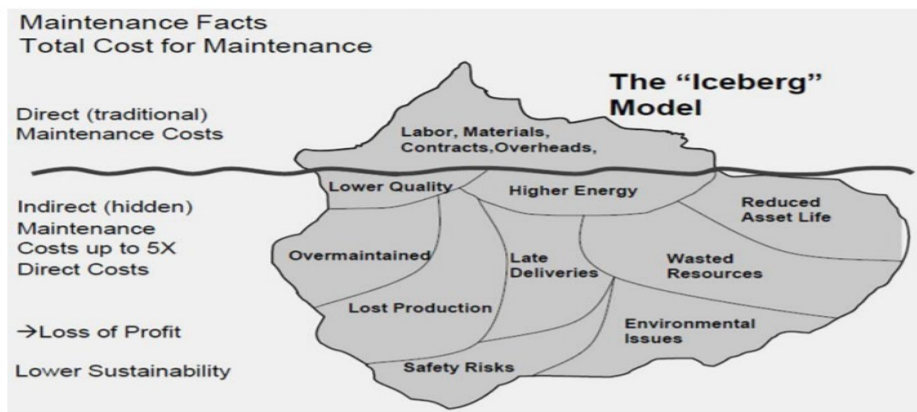 Maintenance Facts
Total Cost for Maintenance
The “Iceberg”
Model
Direct (traditional)
Maintenance Costs
Labor, Materials,
Contracts,Overheads,
Lower Quality
Higher Energy
Reduced
Asset Life
Indirect (hidden)
Maintenance
Costs up to 5X
Direct Costs
Overmaintained
Late
Deliveries
Wasted
Resources
Lost Production
Environmental
Issues
→Loss of Profit
Safety Risks
Lower Sustainability